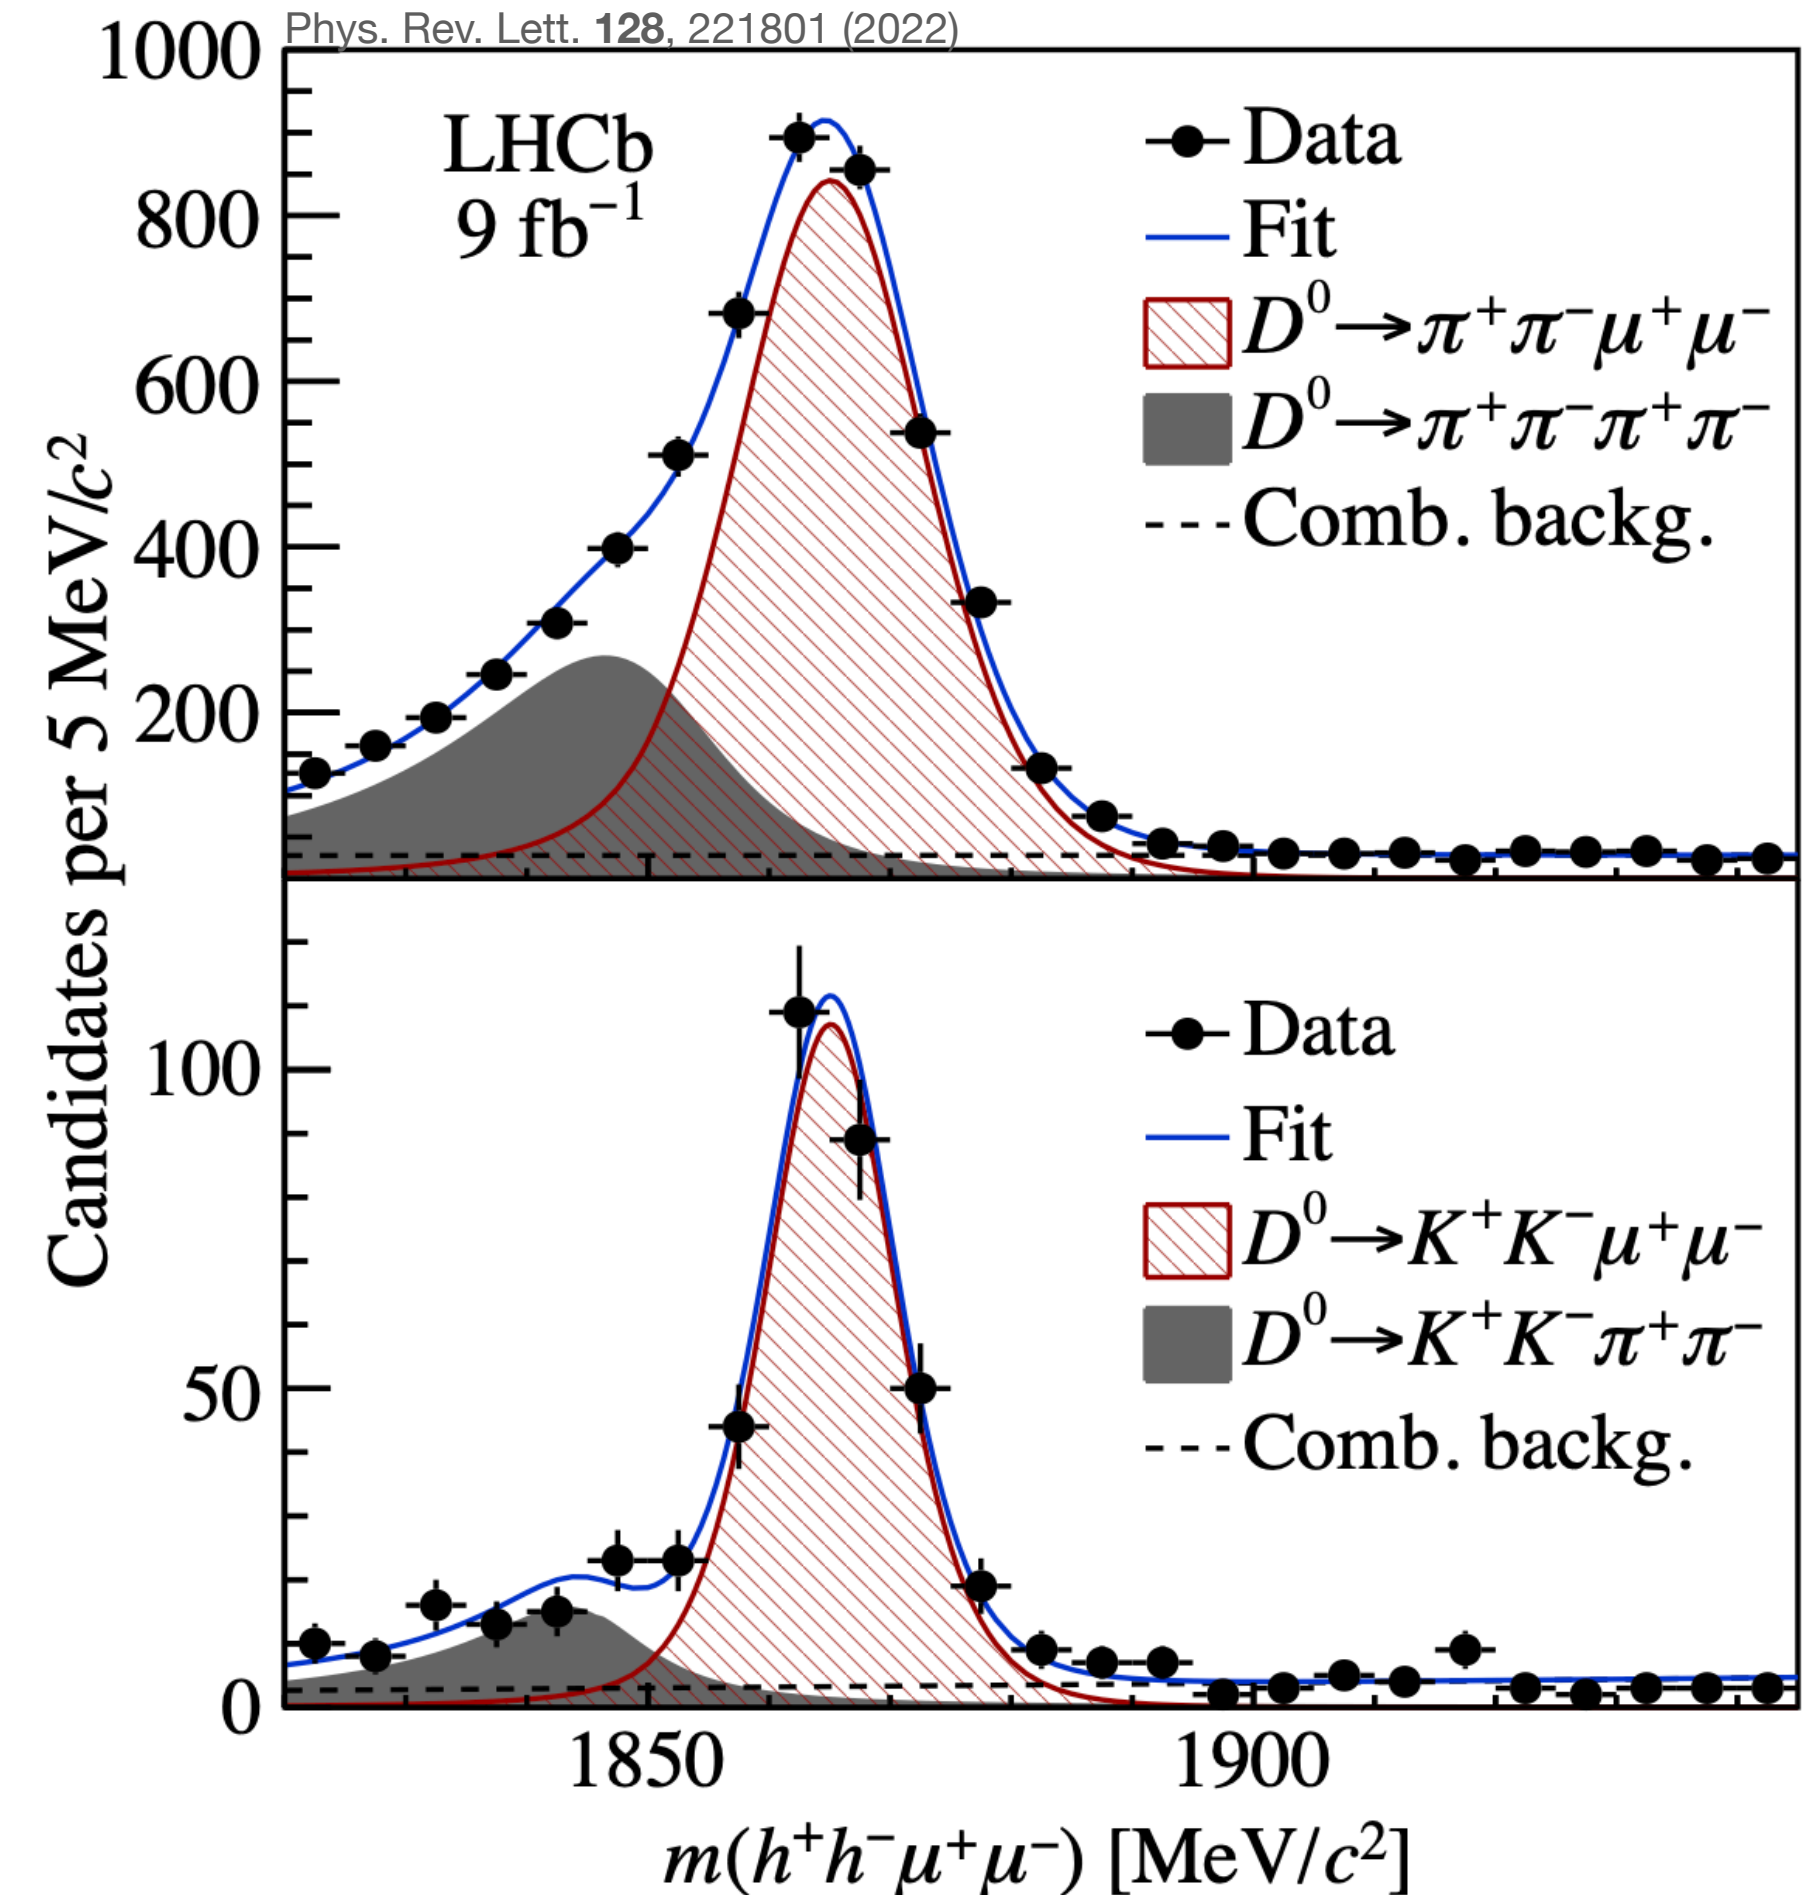 Phys. Rev. Lett. 128, 221801 (2022)
Candidates per 5 MeV/c²
1000
800
600
400
200
LHCb
9 fb⁻¹
Data
Fit
D⁰→π⁺π⁻μ⁺μ⁻
D⁰→π⁺π⁻π⁺π⁻
Comb. backg.
100
50
0
Data
Fit
D⁰→K⁺K⁻μ⁺μ⁻
D⁰→K⁺K⁻π⁺π⁻
Comb. backg.
1850 1900
m(h⁺h⁻μ⁺μ⁻) [MeV/c²]